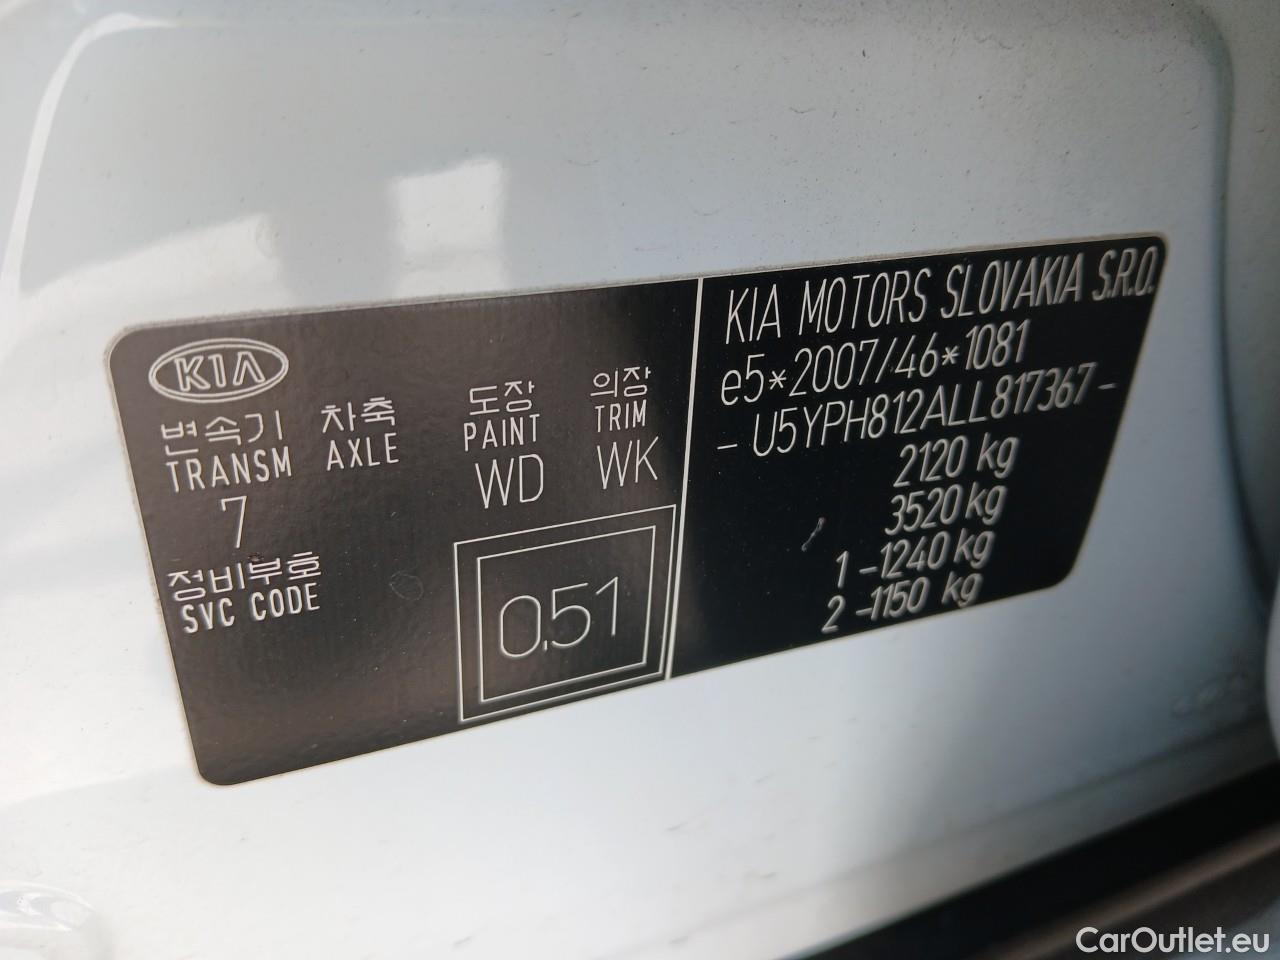 KIA
변속기 차축 도장 의장
TRANSM AXLE PAINT TRIM
7 WD WK
정비부호
SVC CODE
0.51
KIA MOTORS SLOVAKIA S.R.O.
e5*2007/46*1081
- U5YPH812ALL817367 -
2120 kg
3520 kg
1 - 1240 kg
2 - 1150 kg
CarOutlet.eu